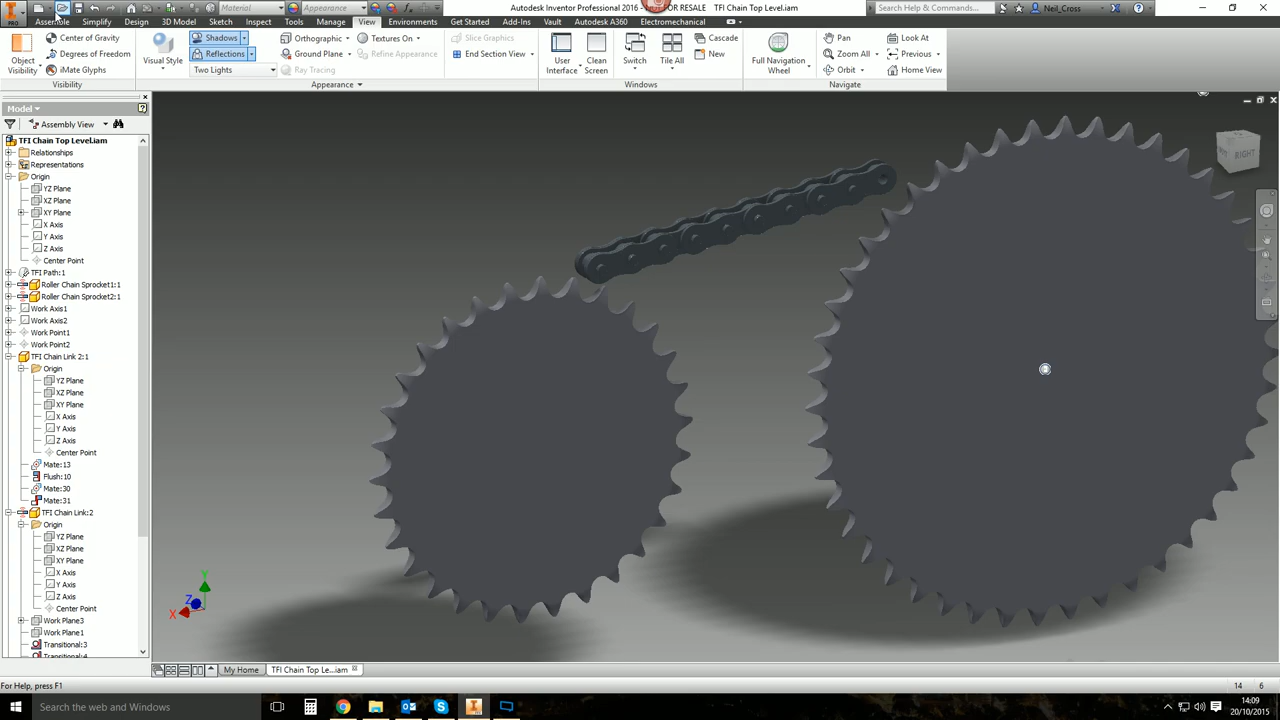 Material
Appearance
Autodesk Inventor Professional 2016
RESALE
TFI Chain Top Level.iam
Search Help & Commands...
Neil_Cross
PRO
Assemble
Simplify
Design
3D Model
Sketch
Inspect
Tools
Manage
View
Environments
Get Started
Add-Ins
Vault
Autodesk A360
Electromechanical
Object
Visibility
Center of Gravity
Degrees of Freedom
iMate Glyphs
Visibility
Visual Style
Shadows
Reflections
Two Lights
Orthographic
Ground Plane
Ray Tracing
Textures On
Refine Appearance
Slice Graphics
End Section View
Appearance
User
Interface
Clean
Screen
Switch
Tile All
Cascade
New
Windows
Full Navigation
Wheel
Pan
Zoom All
Orbit
Look At
Previous
Home View
Navigate
Model
Assembly View
TFI Chain Top Level.iam
Relationships
Representations
Origin
YZ Plane
XZ Plane
XY Plane
X Axis
Y Axis
Z Axis
Center Point
TFI Path:1
Roller Chain Sprocket1:1
Roller Chain Sprocket2:1
Work Axis1
Work Axis2
Work Point1
Work Point2
TFI Chain Link 2:1
Origin
YZ Plane
XZ Plane
XY Plane
X Axis
Y Axis
Z Axis
Center Point
Mate:13
Flush:10
Mate:30
Mate:31
TFI Chain Link:2
Origin
YZ Plane
XZ Plane
XY Plane
X Axis
Y Axis
Z Axis
Center Point
Work Plane3
Work Plane1
Transitional:3
Transitional:4
RIGHT
Y
Z
X
My Home
TFI Chain Top Le...iam
For Help, press F1
14
6
Search the web and Windows
14:09
20/10/2015